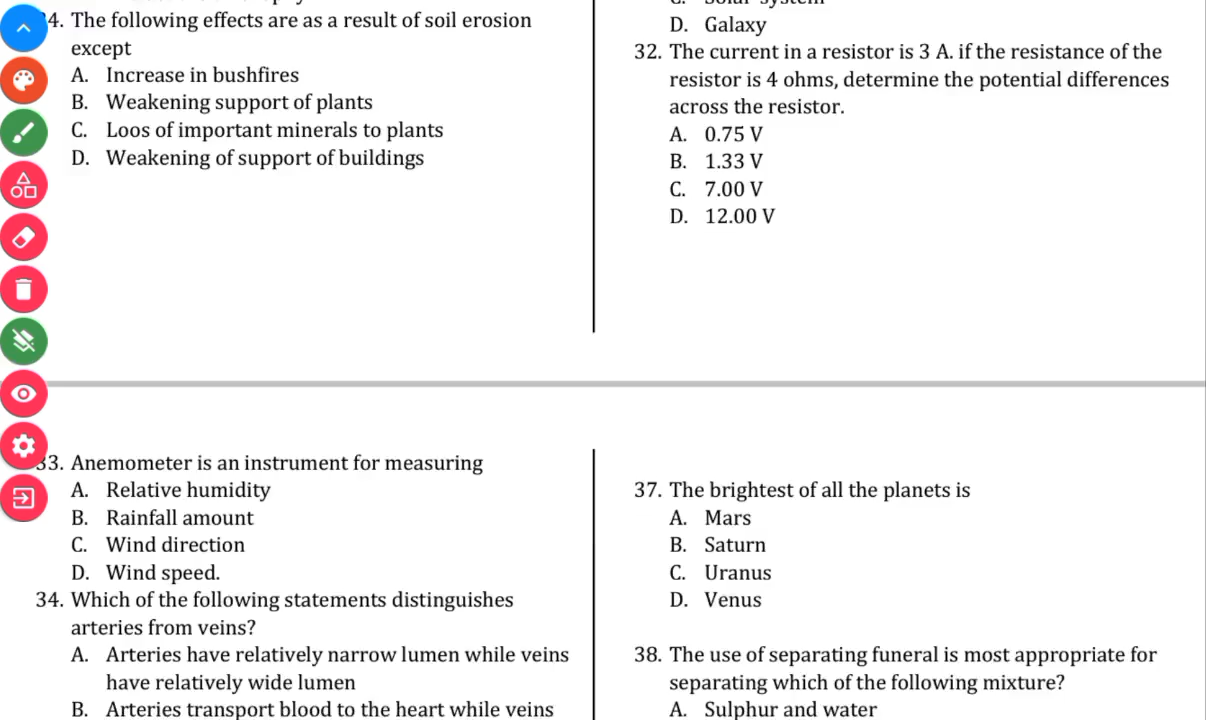 24. The following effects are as a result of soil erosion
except
A. Increase in bushfires
B. Weakening support of plants
C. Loos of important minerals to plants
D. Weakening of support of buildings
D. Galaxy
32. The current in a resistor is 3 A. if the resistance of the
resistor is 4 ohms, determine the potential differences
across the resistor.
A. 0.75 V
B. 1.33 V
C. 7.00 V
D. 12.00 V
33. Anemometer is an instrument for measuring
A. Relative humidity
B. Rainfall amount
C. Wind direction
D. Wind speed.
34. Which of the following statements distinguishes
arteries from veins?
A. Arteries have relatively narrow lumen while veins
have relatively wide lumen
B. Arteries transport blood to the heart while veins
37. The brightest of all the planets is
A. Mars
B. Saturn
C. Uranus
D. Venus
38. The use of separating funeral is most appropriate for
separating which of the following mixture?
A. Sulphur and water